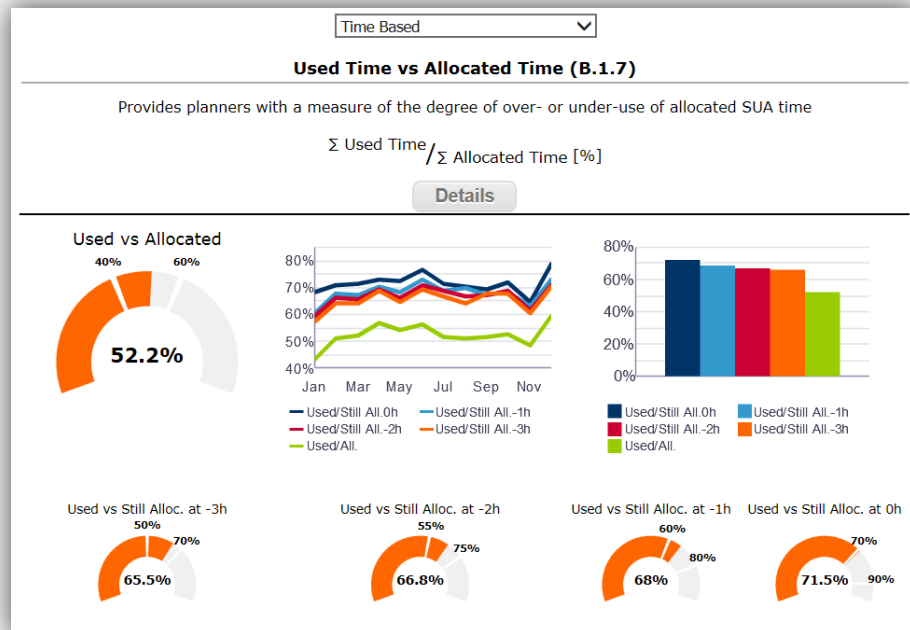 Time Based
Used Time vs Allocated Time (B.1.7)
Provides planners with a measure of the degree of over- or under-use of allocated SUA time
Σ Used Time / Σ Allocated Time [%]
Details
Used vs Allocated
40%
60%
52.2%
80%
70%
60%
50%
40%
Jan Mar May Jul Sep Nov
Used/Still All.0h Used/Still All.-1h
Used/Still All.-2h Used/Still All.-3h
Used/All.
80%
60%
40%
20%
0%
Used/Still All.0h Used/Still All.-1h
Used/Still All.-2h Used/Still All.-3h
Used/All.
Used vs Still Alloc. at -3h
50%
70%
65.5%
Used vs Still Alloc. at -2h
55%
75%
66.8%
Used vs Still Alloc. at -1h
60%
80%
68%
Used vs Still Alloc. at 0h
70%
90%
71.5%